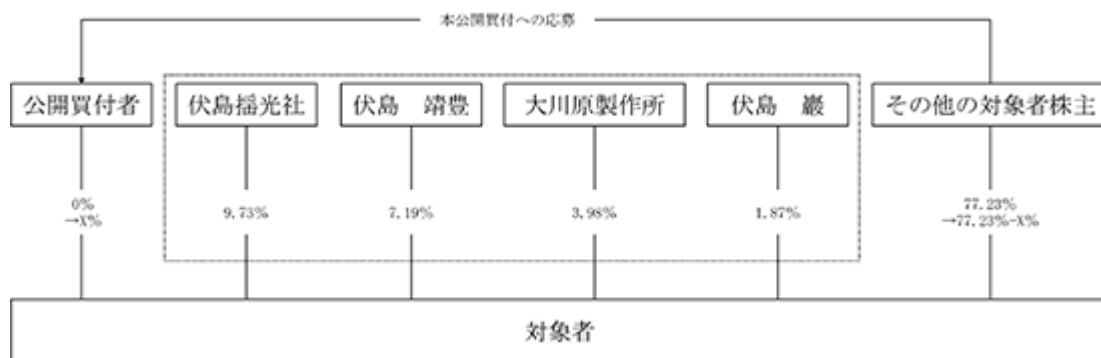 本公開買付への応募
公開買付者
伏島揺光社
伏島 靖豊
大川原製作所
伏島 巖
その他の対象者株主
0%
→X%
9.73%
7.19%
3.98%
1.87%
77.23%
→77.23%-X%
対象者